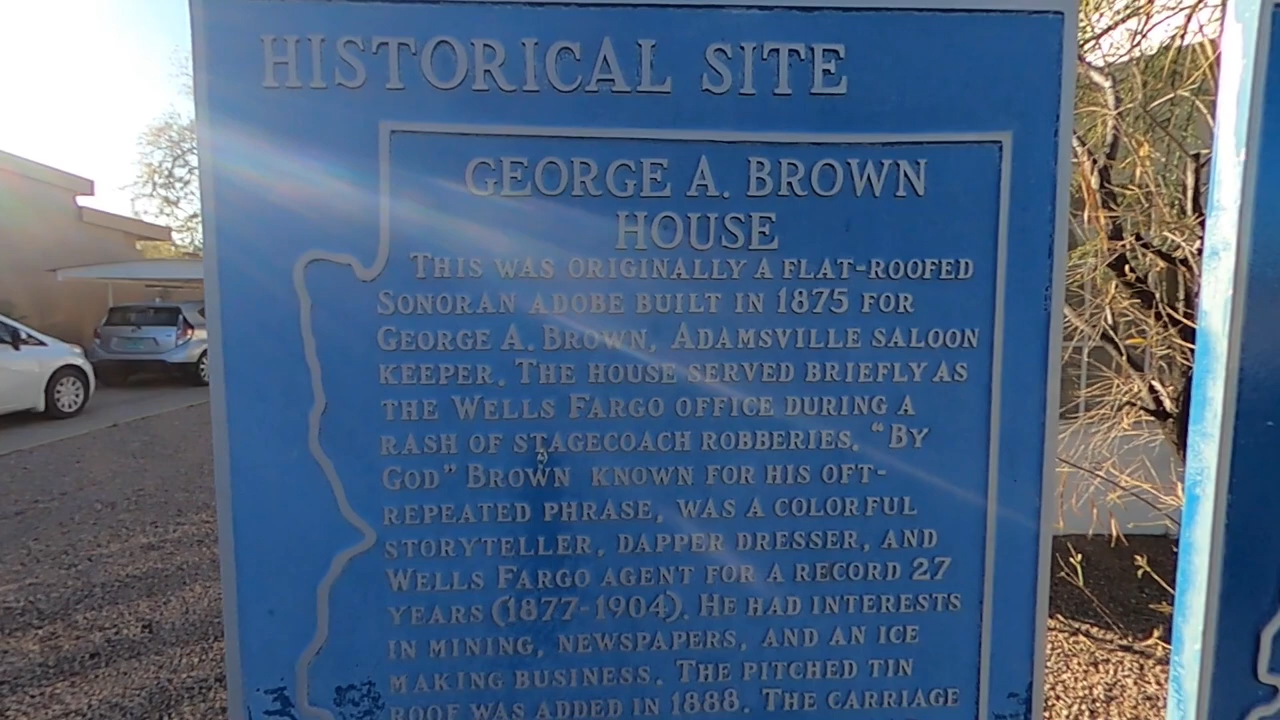 HISTORICAL SITE
GEORGE A. BROWN
HOUSE
THIS WAS ORIGINALLY A FLAT-ROOFED
SONORAN ADOBE BUILT IN 1875 FOR
GEORGE A. BROWN, ADAMSVILLE SALOON
KEEPER. THE HOUSE SERVED BRIEFLY AS
THE WELLS FARGO OFFICE DURING A
RASH OF STAGECOACH ROBBERIES. "BY
GOD" BROWN KNOWN FOR HIS OFT-
REPEATED PHRASE, WAS A COLORFUL
STORYTELLER, DAPPER DRESSER, AND
WELLS FARGO AGENT FOR A RECORD 27
YEARS (1877-1904). HE HAD INTERESTS
IN MINING, NEWSPAPERS, AND AN ICE
MAKING BUSINESS. THE PITCHED TIN
ROOF WAS ADDED IN 1888. THE CARRIAGE